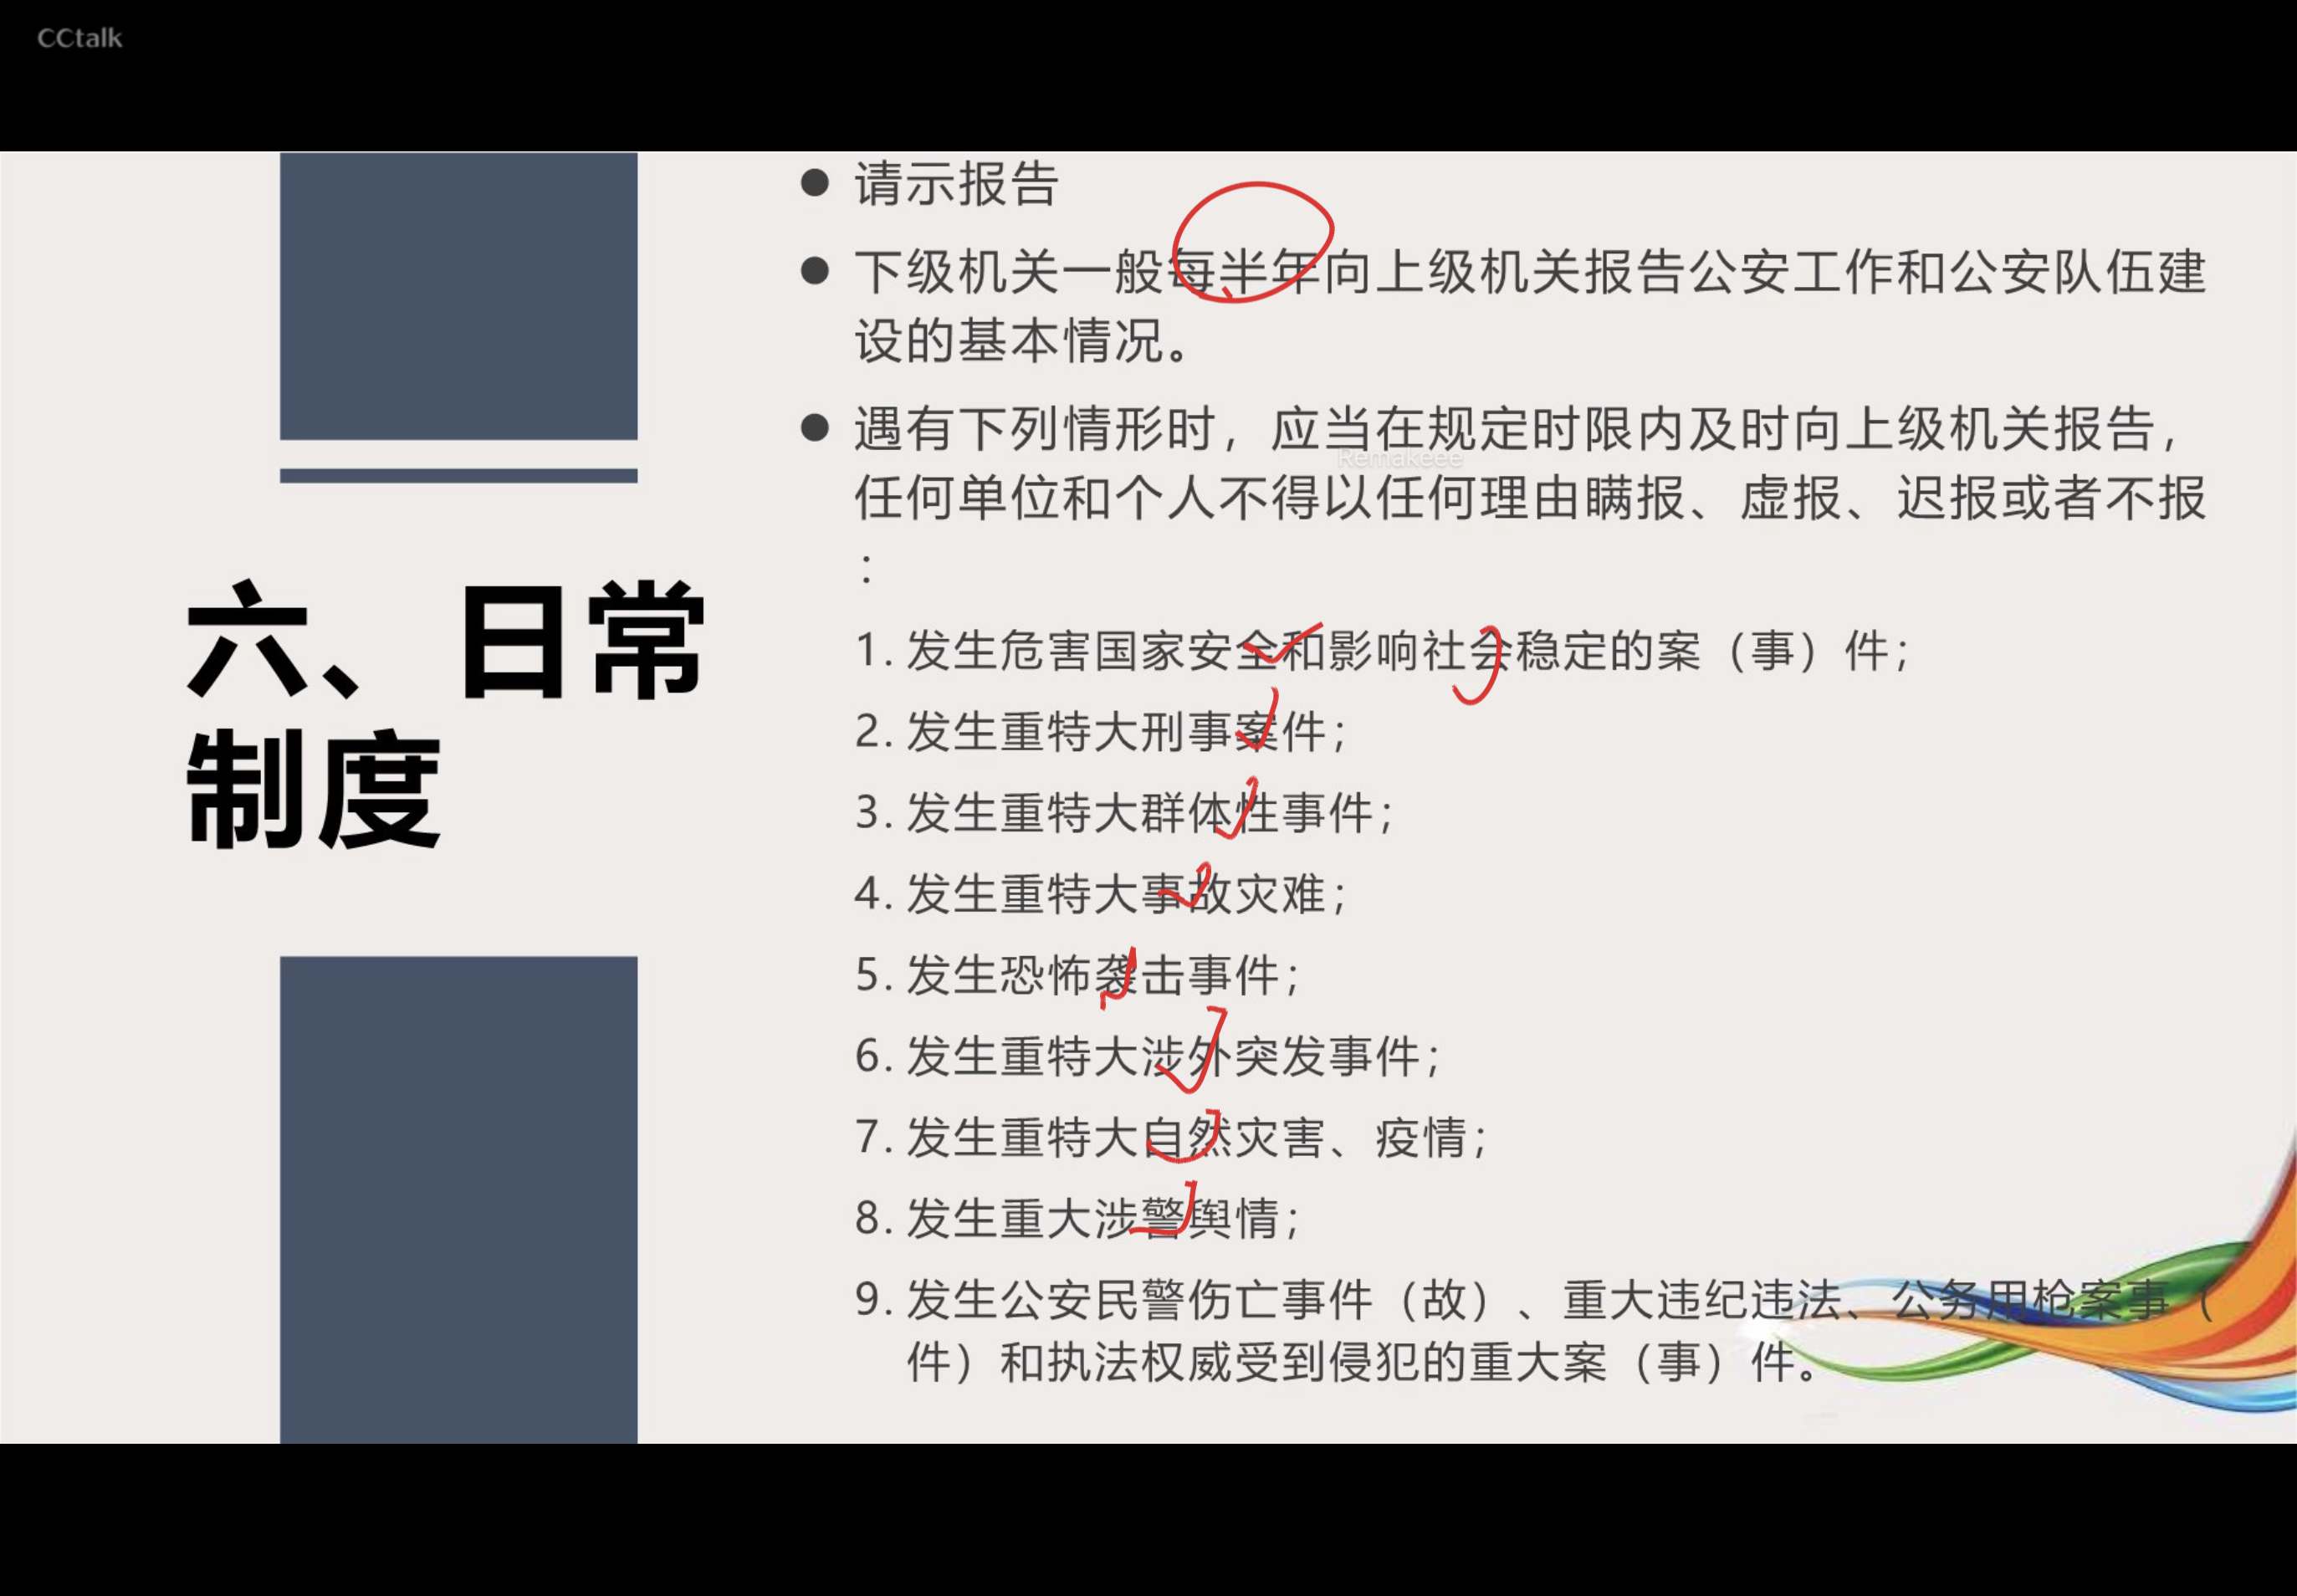 CCtalk
六、日常
制度
请示报告
下级机关一般每半年向上级机关报告公安工作和公安队伍建
设的基本情况。
遇有下列情形时，应当在规定时限内及时向上级机关报告，
任何单位和个人不得以任何理由瞒报、虚报、迟报或者不报
：
Remakeee
1. 发生危害国家安全和影响社会稳定的案（事）件；
2. 发生重特大刑事案件；
3. 发生重特大群体性事件；
4. 发生重特大事故灾难；
5. 发生恐怖袭击事件；
6. 发生重特大涉外突发事件；
7. 发生重特大自然灾害、疫情；
8. 发生重大涉警舆情；
9. 发生公安民警伤亡事件（故）、重大违纪违法、公务用枪案事（
件）和执法权威受到侵犯的重大案（事）件。